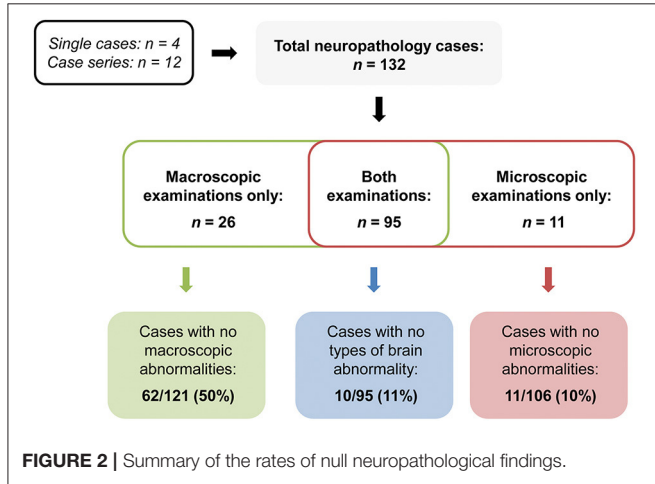 Single cases: n = 4
Case series: n = 12
Total neuropathology cases:
n = 132
Macroscopic
examinations only:
n = 26
Both
examinations:
n = 95
Microscopic
examinations only:
n = 11
Cases with no
macroscopic
abnormalities:
62/121 (50%)
Cases with no
types of brain
abnormality:
10/95 (11%)
Cases with no
microscopic
abnormalities:
11/106 (10%)
FIGURE 2 | Summary of the rates of null neuropathological findings.